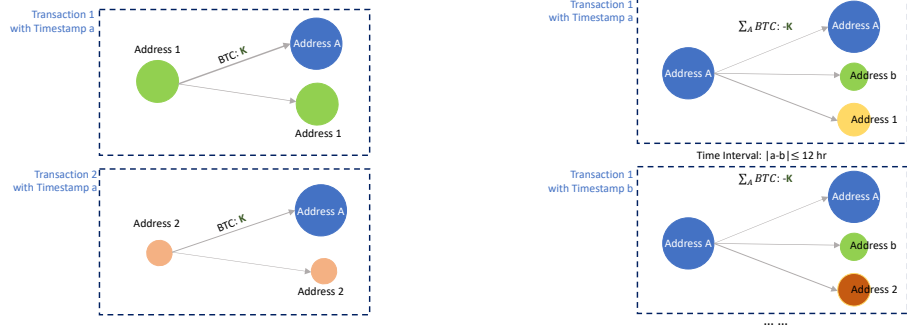 Transaction 1
with Timestamp a
Address 1
BTC: K
Address A
Address 1
Transaction 2
with Timestamp a
Address 2
BTC: K
Address A
Address 2
Transaction 1
with Timestamp a
∑A BTC: -K
Address A
Address A
Address b
Address 1
Time Interval: |a-b|≤ 12 hr
Transaction 1
with Timestamp b
∑A BTC: -K
Address A
Address A
Address b
Address 2
... ...